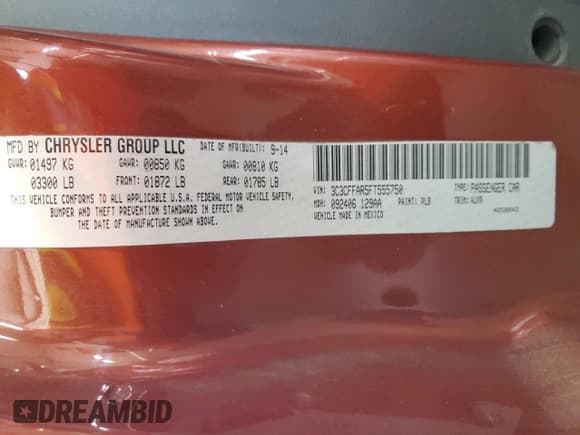 MFD BY CHRYSLER GROUP LLC DATE OF MFR(BUILT): 9-14
GVWR: 01497 KG GAWR: 00850 KG GAWR: 00810 KG
03300 LB FRONT: 01872 LB REAR: 01785 LB
THIS VEHICLE CONFORMS TO ALL APPLICABLE U.S.A. FEDERAL MOTOR VEHICLE SAFETY,
BUMPER AND THEFT PREVENTION STANDARDS IN EFFECT ON
THE DATE OF MANUFACTURE SHOWN ABOVE.
VIN: 3C3CFFAR5FT555750 TYPE: PASSENGER CAR
MDH: 092406 129AA PAINT: PLB TRIM: AUX9
VEHICLE MADE IN MEXICO
DREAMBID